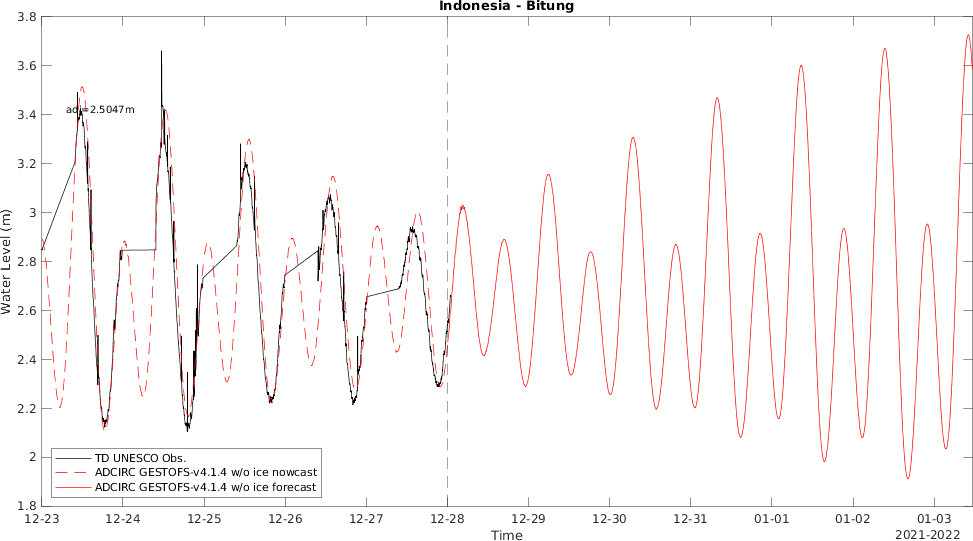 Indonesia - Bitung
3.8
3.6
3.4
3.2
3
2.8
2.6
2.4
2.2
2
1.8
Water Level (m)
adj=2.5047m
TD UNESCO Obs.
ADCIRC GESTOFS-v4.1.4 w/o ice nowcast
ADCIRC GESTOFS-v4.1.4 w/o ice forecast
12-23 12-24 12-25 12-26 12-27 12-28 12-29 12-30 12-31 01-01 01-02 01-03
Time
2021-2022